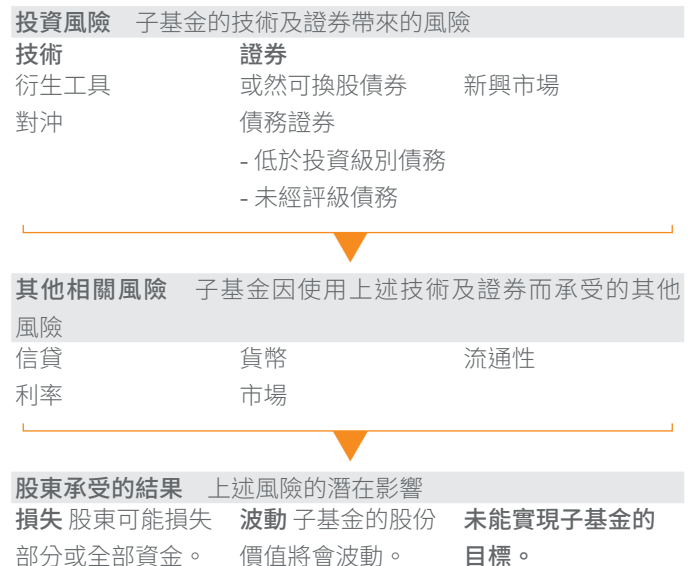 投資風險 子基金的技術及證券帶來的風險
技術 證券
衍生工具 或然可換股債券 新興市場
對沖 債務證券
- 低於投資級別債務
- 未經評級債務
其他相關風險 子基金因使用上述技術及證券而承受的其他
風險
信貸 貨幣 流通性
利率 市場
股東承受的結果 上述風險的潛在影響
損失 股東可能損失 波動 子基金的股份 未能實現子基金的
部分或全部資金。 價值將會波動。 目標。